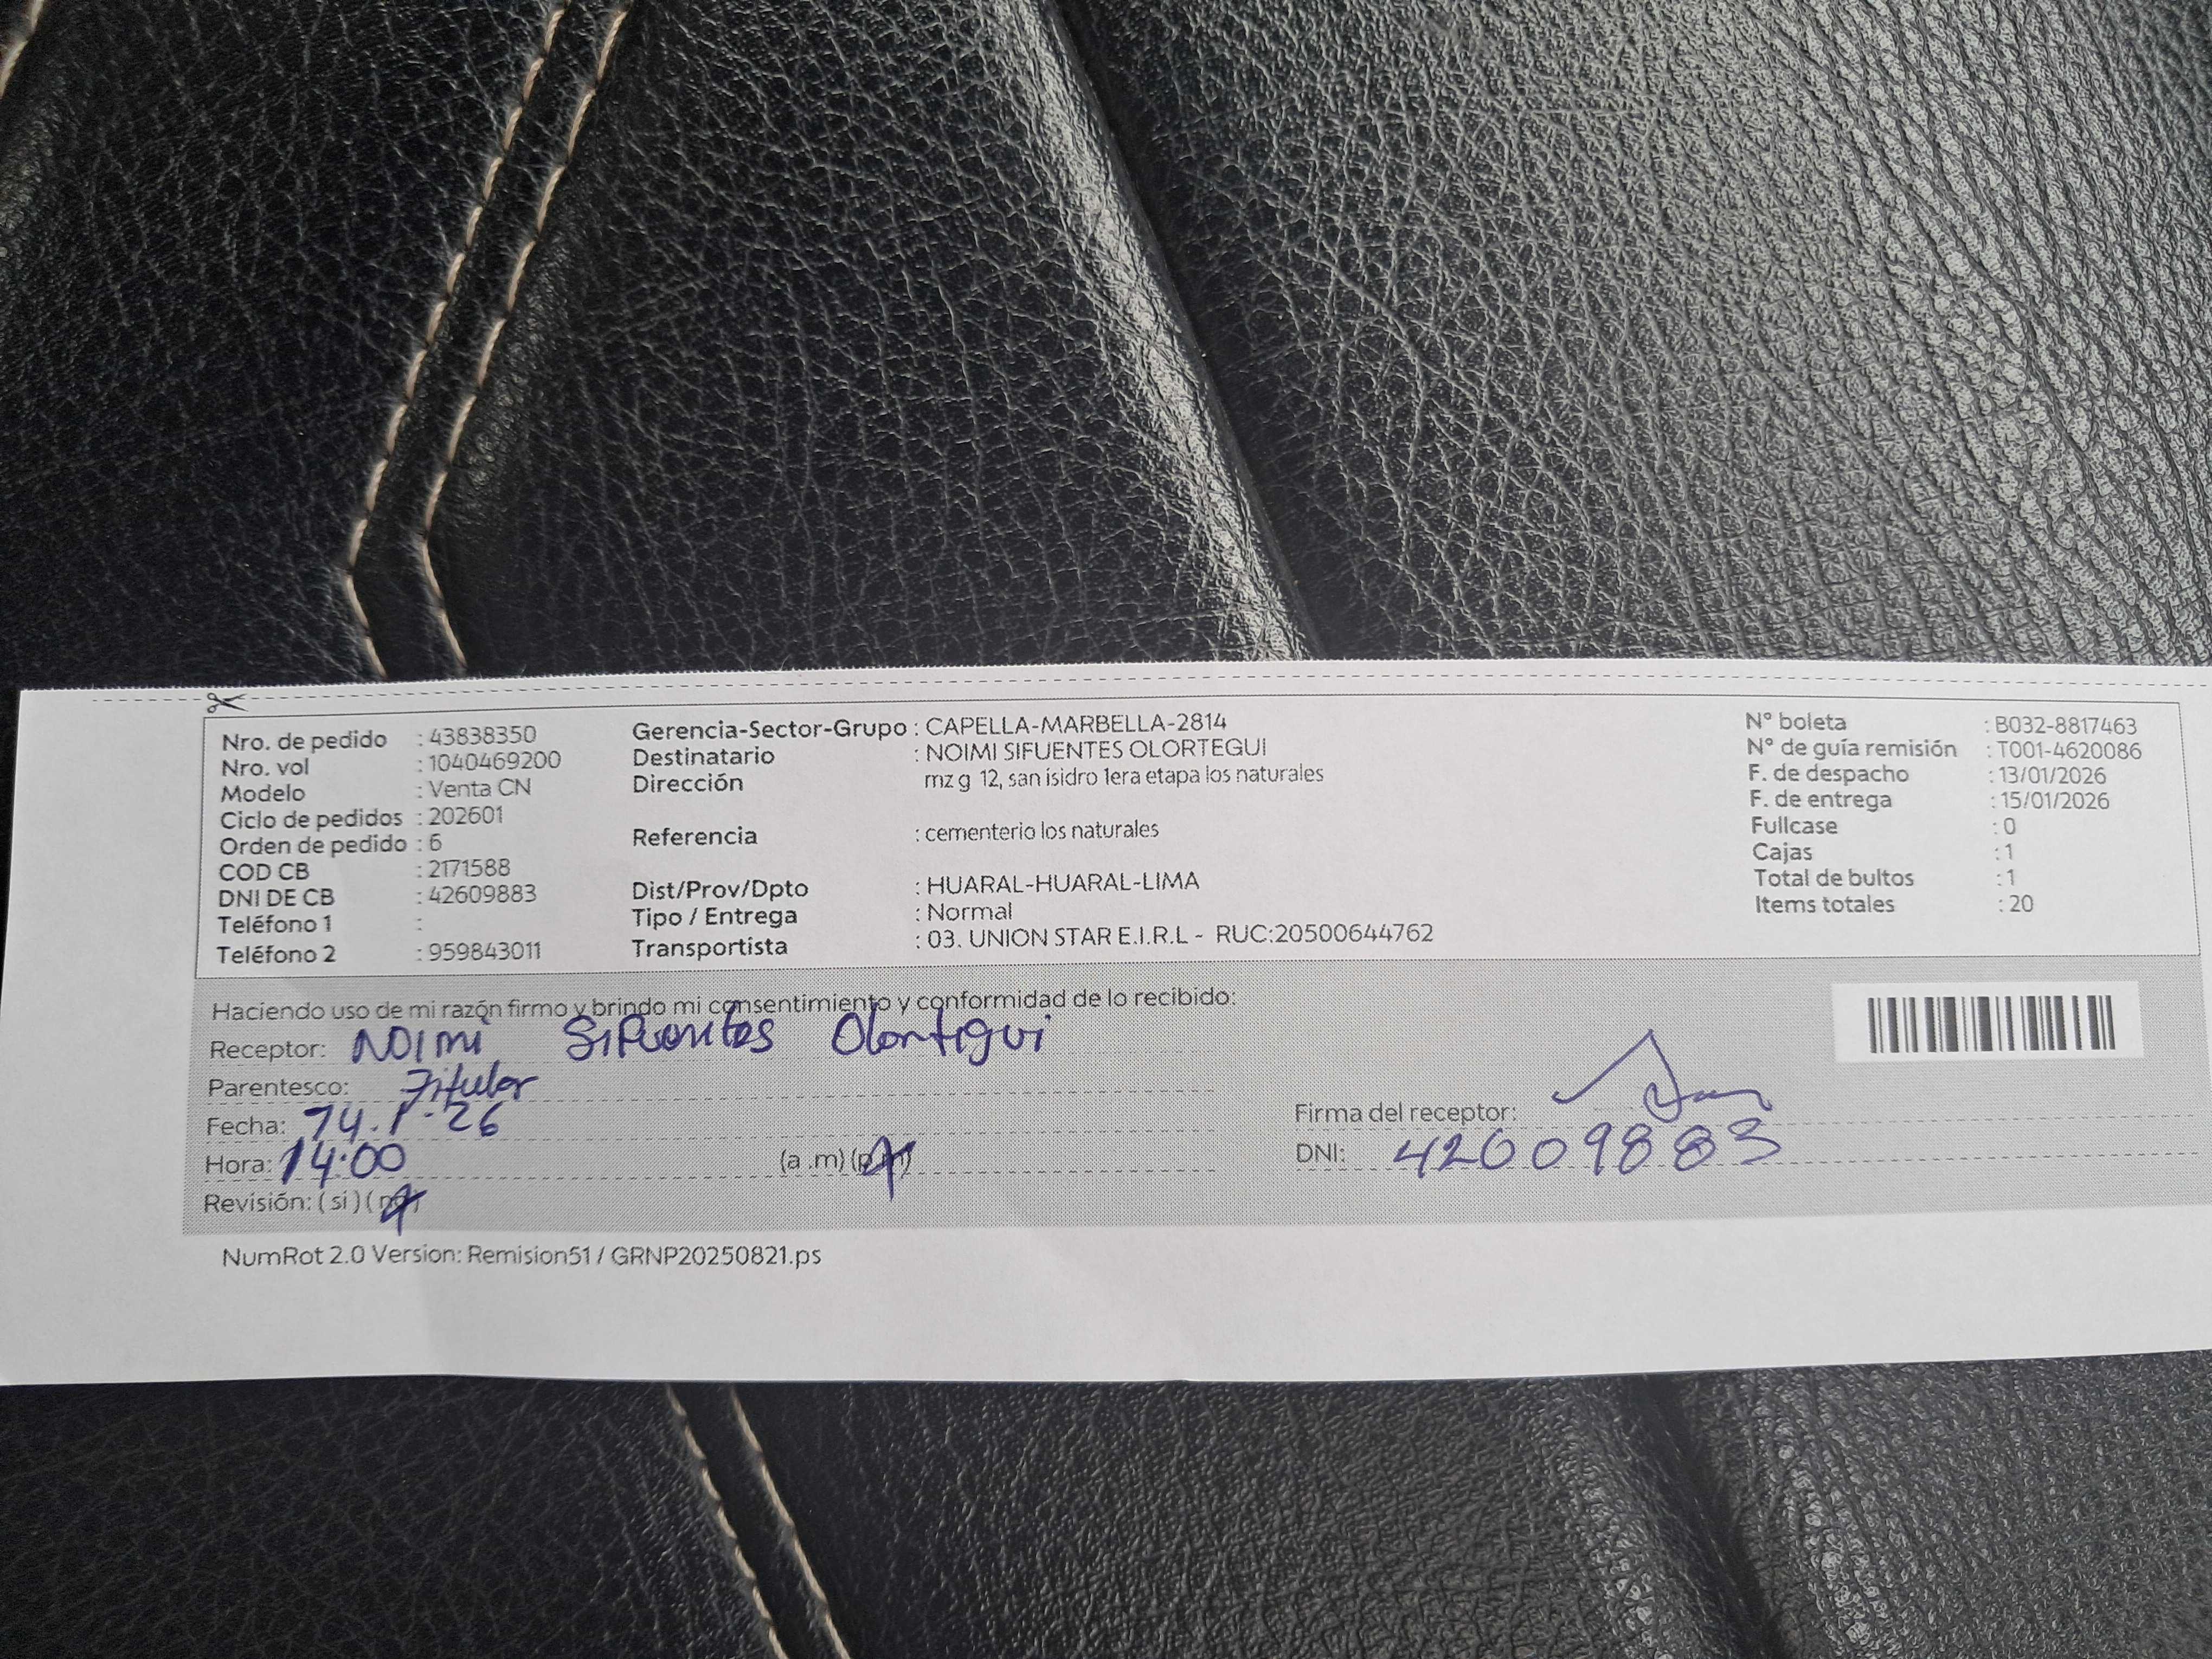 Nro. de pedido : 43838350
Nro. vol : 1040469200
Modelo : Venta CN
Ciclo de pedidos : 202601
Orden de pedido : 6
COD CB : 2171588
DNI DE CB : 42609883
Teléfono 1 :
Teléfono 2 : 959843011
Gerencia-Sector-Grupo : CAPELLA-MARBELLA-2814
Destinatario : NOIMI SIFUENTES OLORTEGUI
Dirección mz g 12, san isidro 1era etapa los naturales
Referencia : cementerio los naturales
Dist/Prov/Dpto : HUARAL-HUARAL-LIMA
Tipo / Entrega : Normal
Transportista : 03. UNION STAR E.I.R.L - RUC:20500644762
N° boleta : B032-8817463
N° de guía remisión : T001-4620086
F. de despacho : 13/01/2026
F. de entrega : 15/01/2026
Fullcase : 0
Cajas : 1
Total de bultos : 1
Items totales : 20
Haciendo uso de mi razón firmo y brindo mi consentimiento y conformidad de lo recibido:
Receptor: NOIMI SIFUENTES Olortigui
Parentesco: Titular
Fecha: 14.1-26
Hora: 14:00 (a .m) (p.m)
Revisión: ( si ) ( no )
Firma del receptor:
DNI: 42609883
NumRot 2.0 Version: Remision51 / GRNP20250821.ps